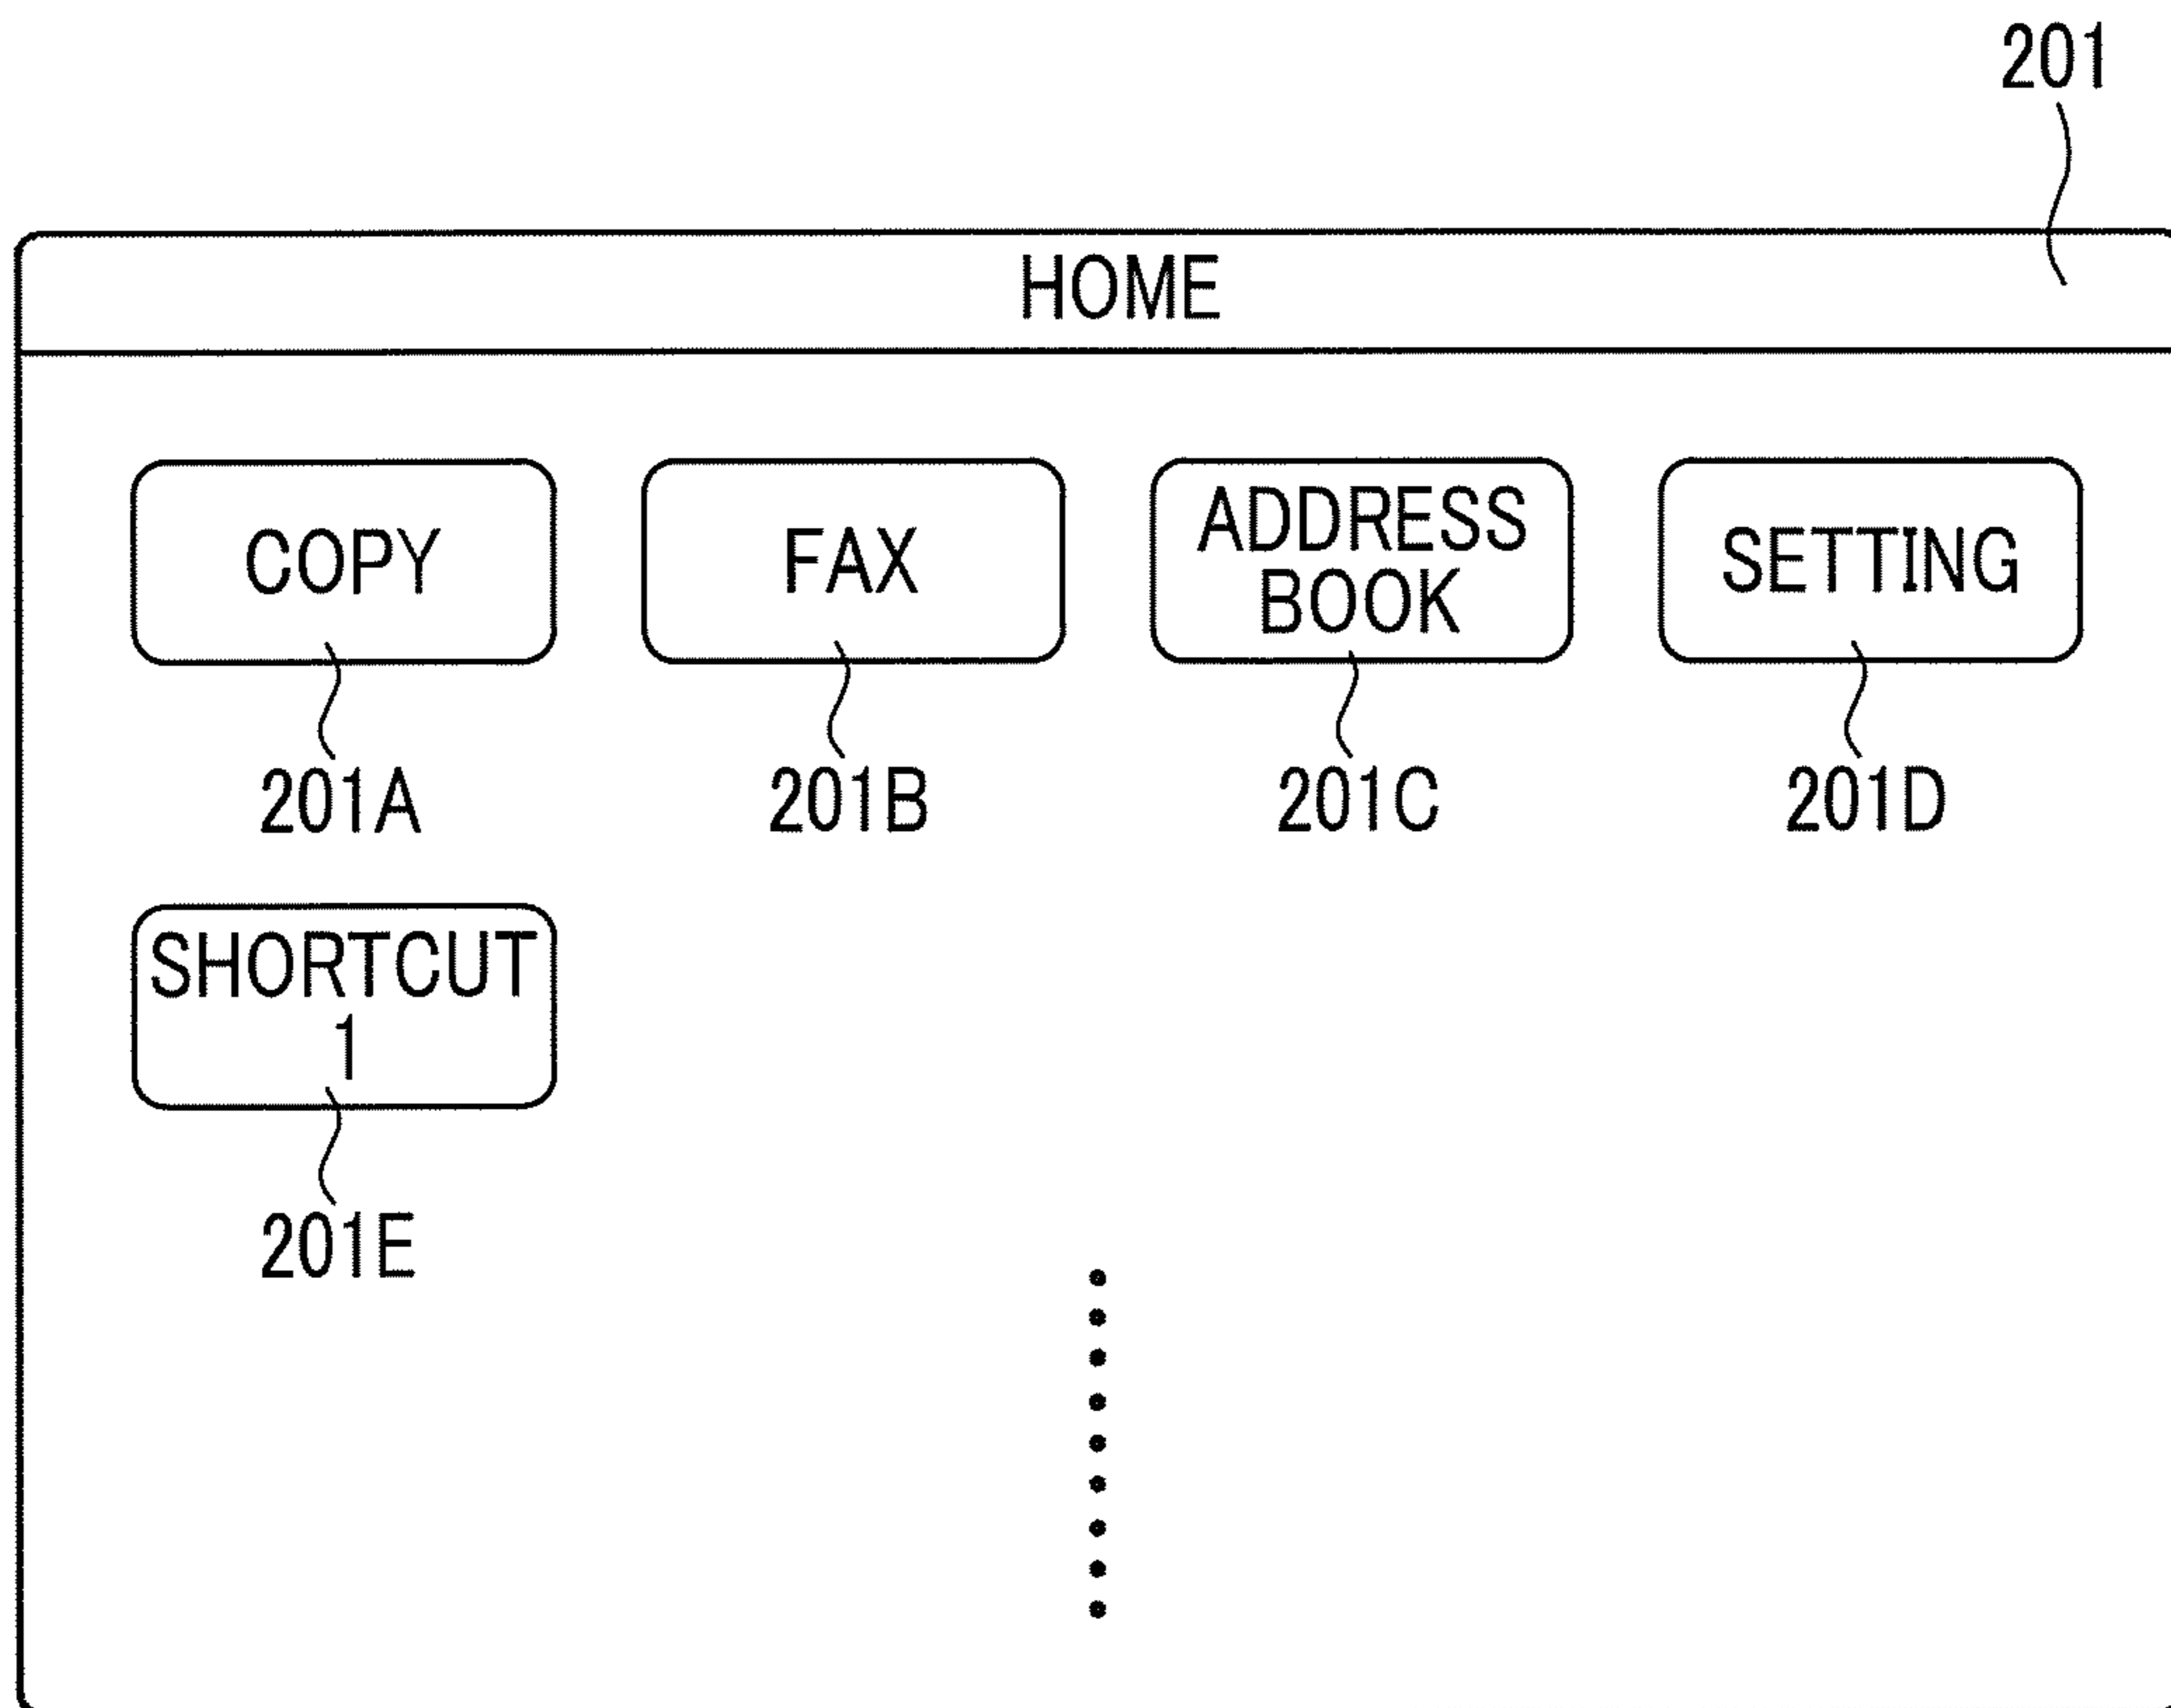 201
HOME
COPY
FAX
ADDRESS
BOOK
SETTING
201A
201B
201C
201D
SHORTCUT
1
201E